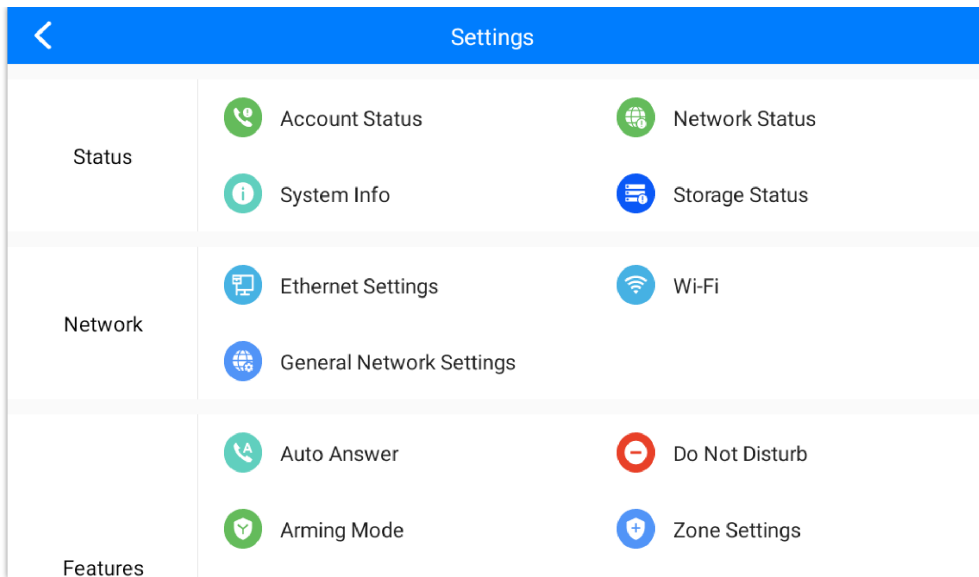 Settings
Status
Account Status
Network Status
System Info
Storage Status
Network
Ethernet Settings
Wi-Fi
General Network Settings
Features
Auto Answer
Do Not Disturb
Arming Mode
Zone Settings